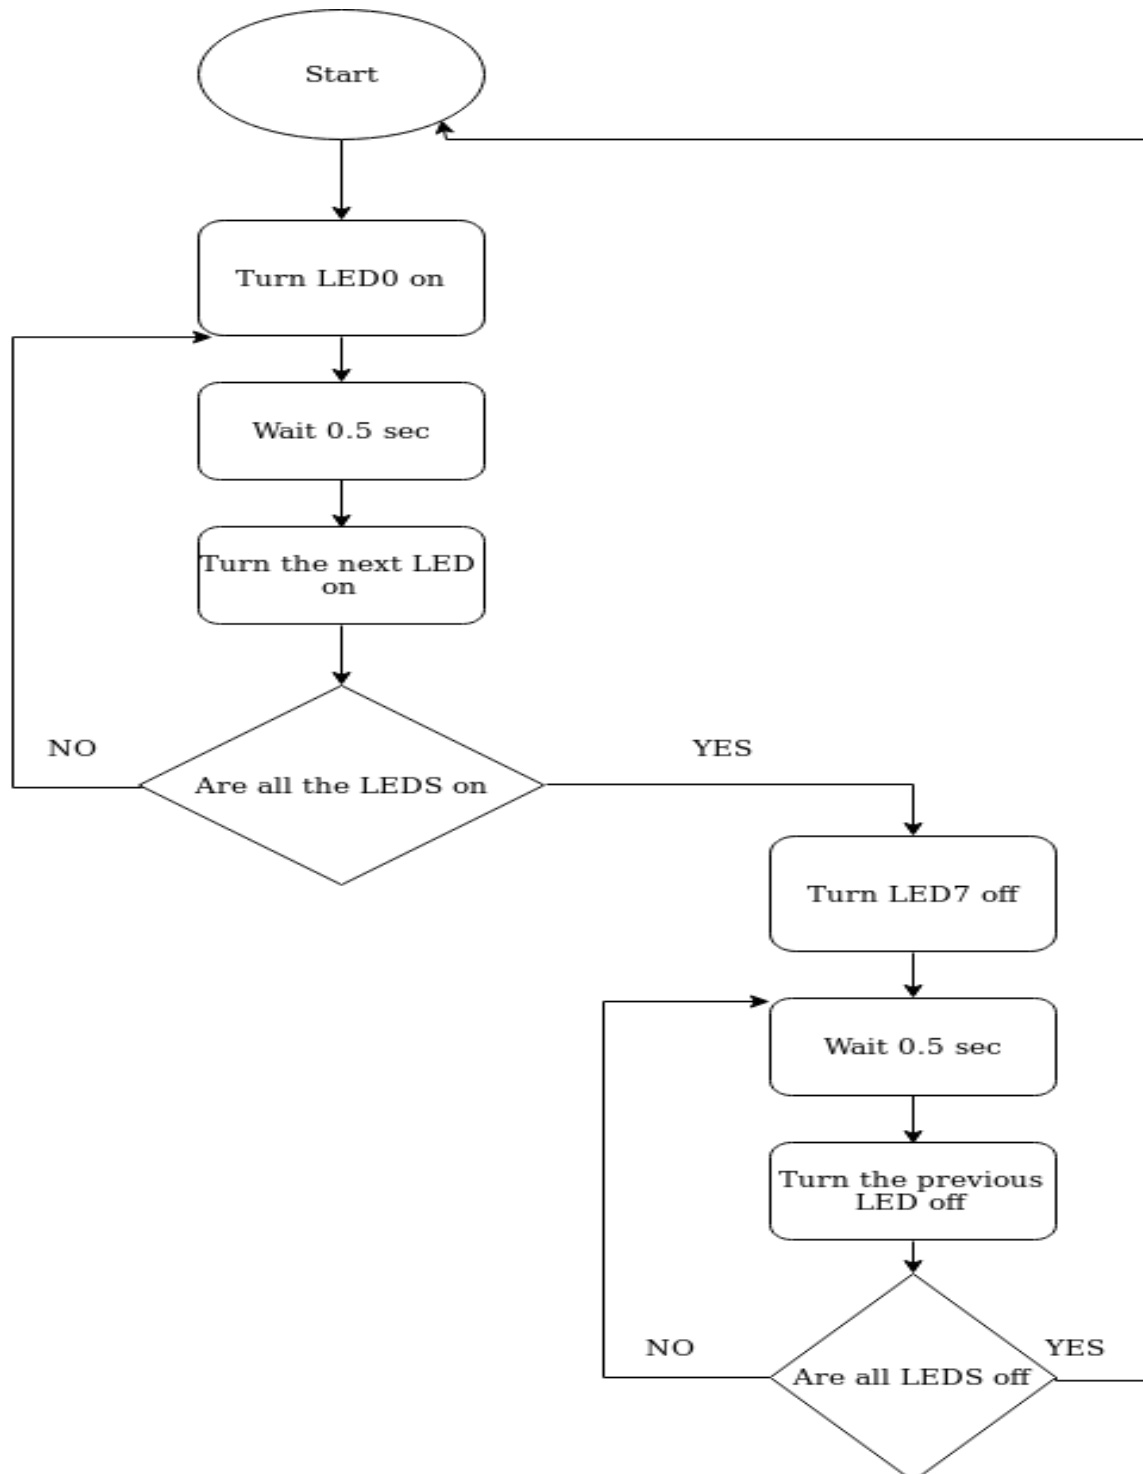 Start
Turn LED0 on
Wait 0.5 sec
Turn the next LED
on
Are all the LEDS on
NO
YES
Turn LED7 off
Wait 0.5 sec
Turn the previous
LED off
Are all LEDS off
NO
YES